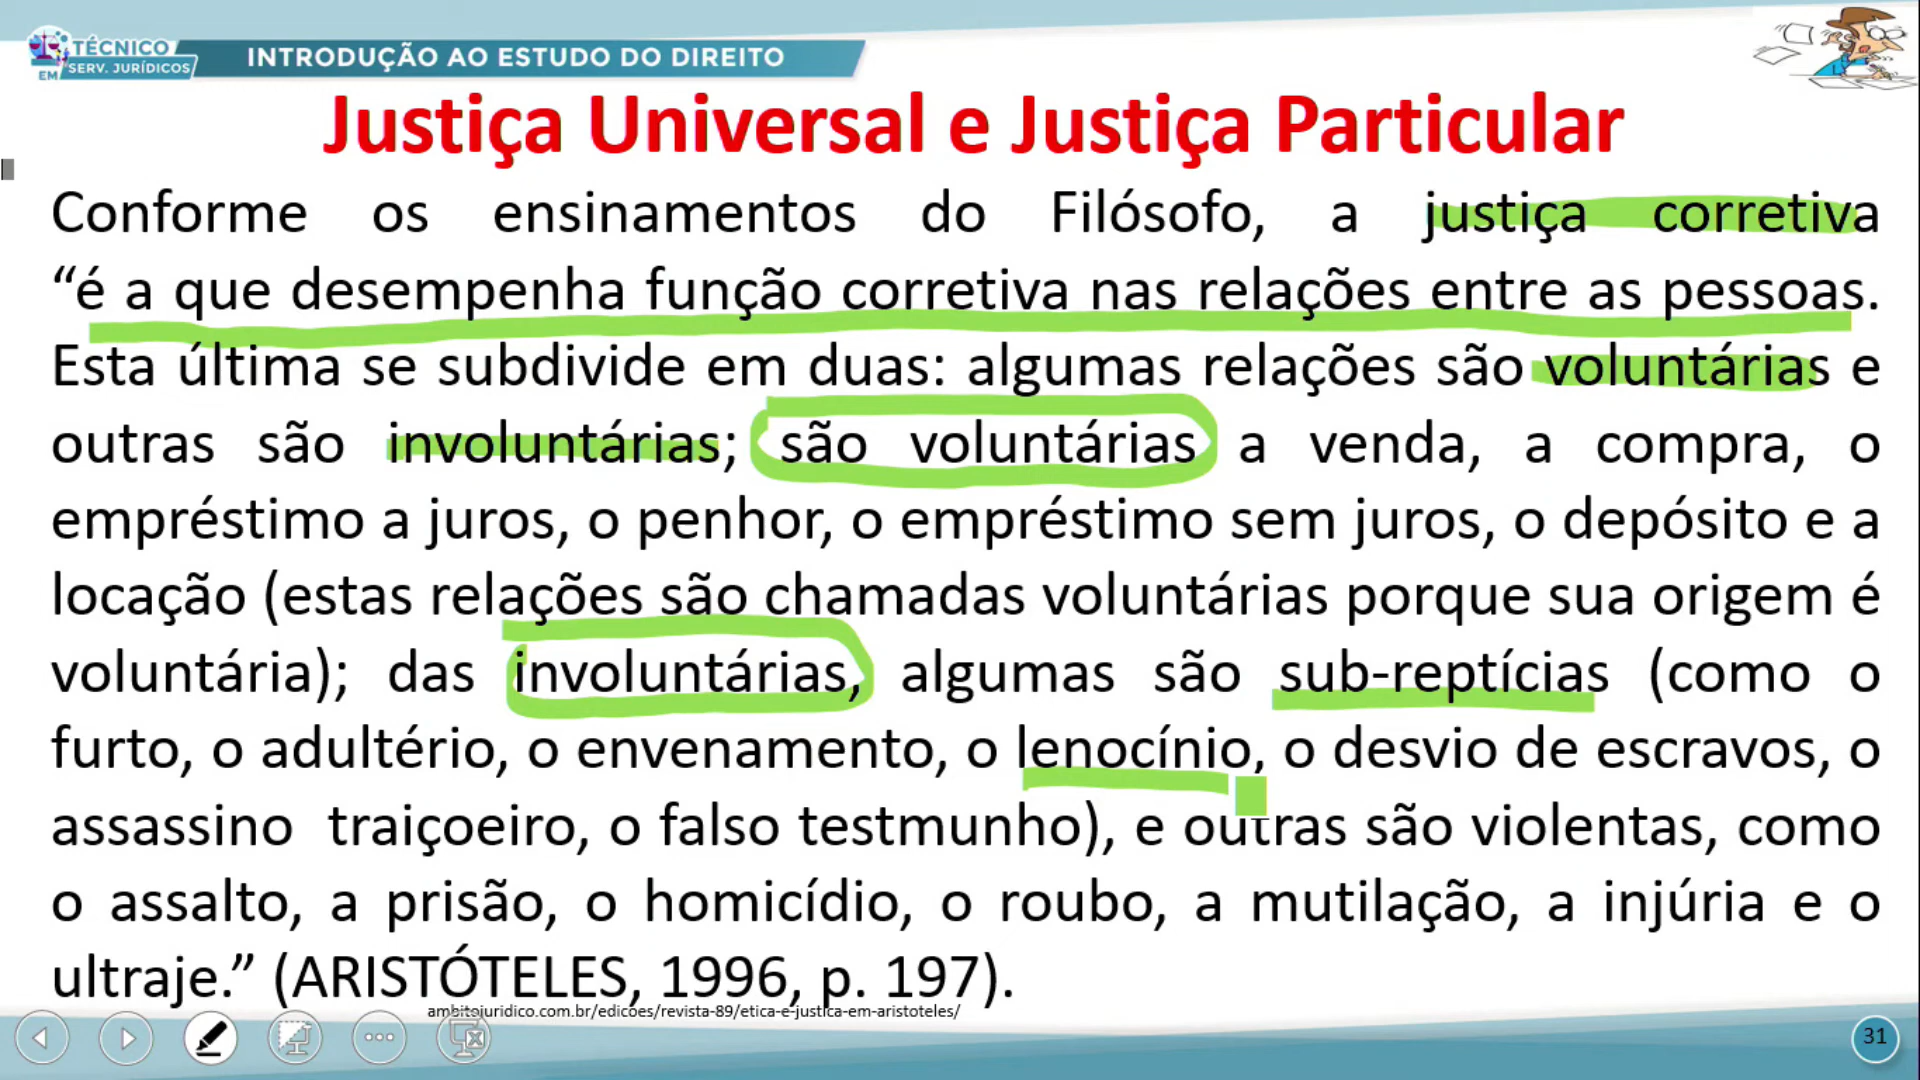 TÉCNICO
EM SERV. JURÍDICOS
INTRODUÇÃO AO ESTUDO DO DIREITO
Justiça Universal e Justiça Particular
Conforme os ensinamentos do Filósofo, a justiça corretiva
“é a que desempenha função corretiva nas relações entre as pessoas.
Esta última se subdivide em duas: algumas relações são voluntárias e
outras são involuntárias; são voluntárias a venda, a compra, o
empréstimo a juros, o penhor, o empréstimo sem juros, o depósito e a
locação (estas relações são chamadas voluntárias porque sua origem é
voluntária); das involuntárias, algumas são sub-reptícias (como o
furto, o adultério, o envenamento, o lenocínio, o desvio de escravos, o
assassino traiçoeiro, o falso testmunho), e outras são violentas, como
o assalto, a prisão, o homicídio, o roubo, a mutilação, a injúria e o
ultraje.” (ARISTÓTELES, 1996, p. 197).
ambitojuridico.com.br/edicoes/revista-89/etica-e-justica-em-aristoteles/
31